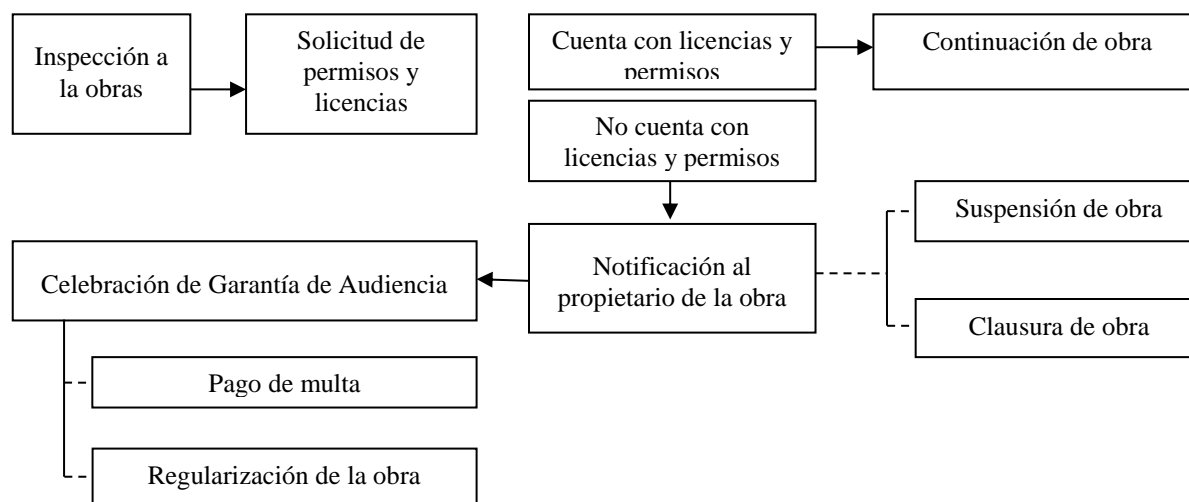 Inspección a
la obras
Solicitud de
permisos y
licencias
Cuenta con licencias y
permisos
Continuación de obra
No cuenta con
licencias y permisos
Suspensión de obra
Celebración de Garantía de Audiencia
Notificación al
propietario de la obra
Clausura de obra
Pago de multa
Regularización de la obra